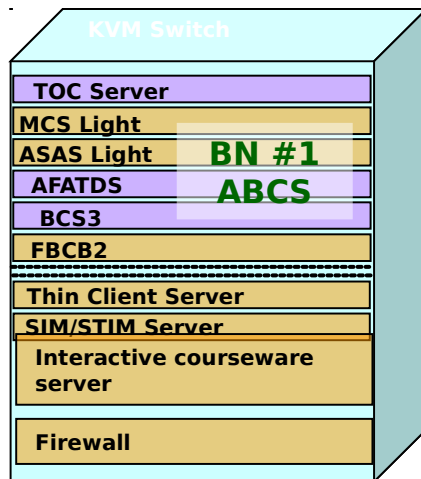 KVM Switch
TOC Server
MCS Light
ASAS Light
BN #1
ABCS
AFATDS
BCS3
FBCB2
Thin Client Server
SIM/STIM Server
Interactive courseware
server
Firewall